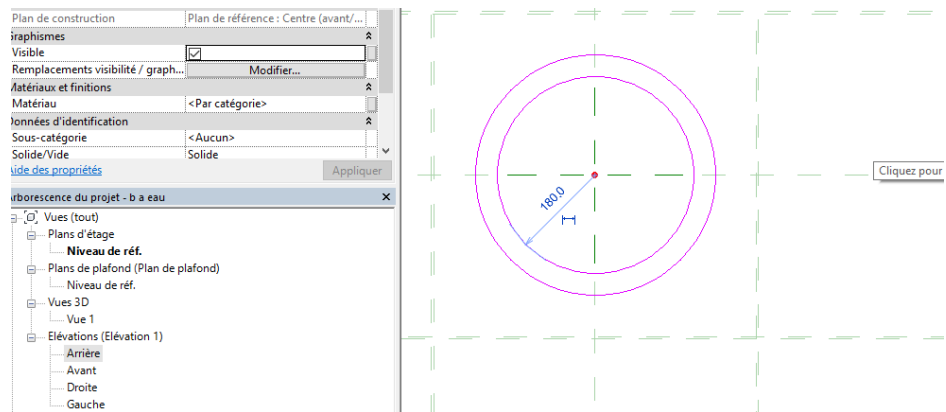 Plan de construction Plan de référence : Centre (avant/...
Graphismes
Visible
Remplacements visibilité / graph... Modifier...
Matériaux et finitions
Matériau <Par catégorie>
Données d'identification
Sous-catégorie <Aucun>
Solide/Vide Solide
Aide des propriétés Appliquer
Arborescence du projet - b a eau
Vues (tout)
Plans d'étage
Niveau de réf.
Plans de plafond (Plan de plafond)
Niveau de réf.
Vues 3D
Vue 1
Elévations (Elévation 1)
Arrière
Avant
Droite
Gauche
180.0
Cliquez pour